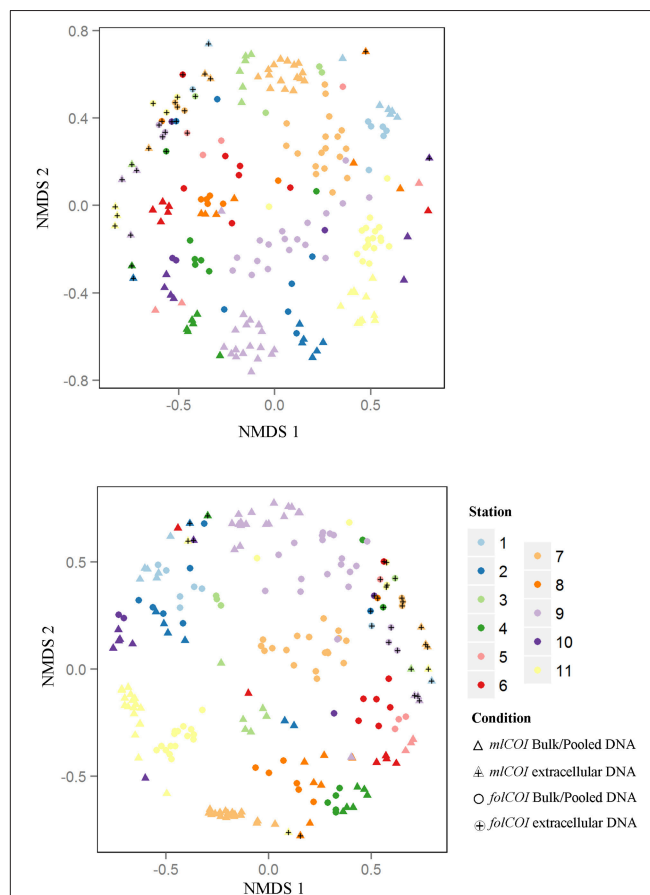 0.8
0.4
0.0
-0.4
-0.8
NMDS 2
-0.5
0.0
0.5
NMDS 1
0.5
0.0
-0.5
NMDS 2
-0.5
0.0
0.5
NMDS 1
Station
1
2
3
4
5
6
7
8
9
10
11
Condition
mlCOI Bulk/Pooled DNA
mlCOI extracellular DNA
folCOI Bulk/Pooled DNA
folCOI extracellular DNA